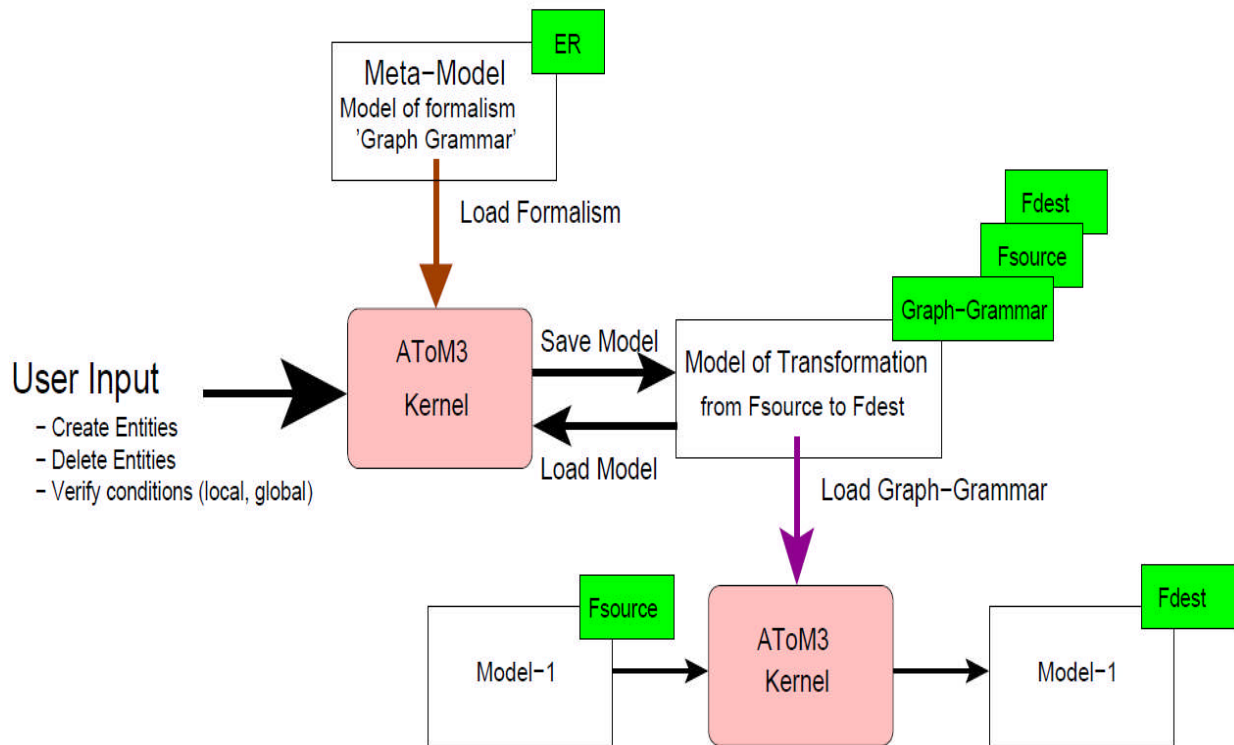 ER
Meta−Model
Model of formalism
'Graph Grammar'
Load Formalism
Fdest
Fsource
Graph−Grammar
User Input
− Create Entities
− Delete Entities
− Verify conditions (local, global)
AToM3
Kernel
Save Model
Load Model
Model of Transformation
from Fsource to Fdest
Load Graph−Grammar
Fsource
Model−1
AToM3
Kernel
Fdest
Model−1